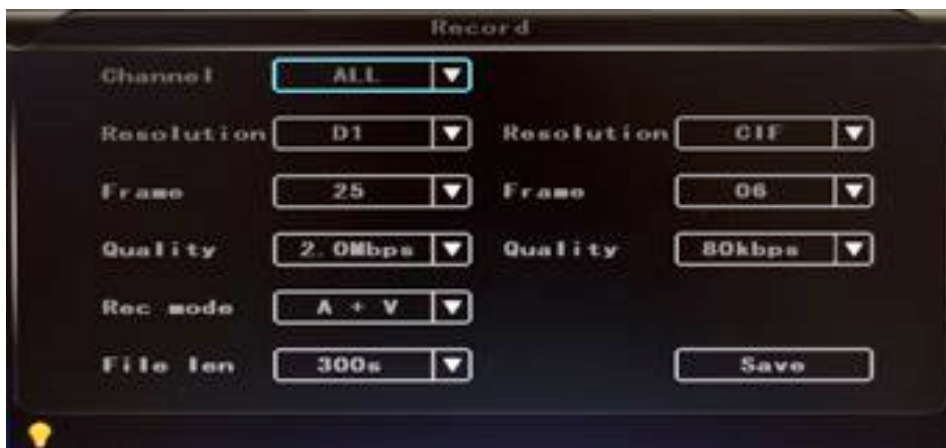 Record
Channel ALL
Resolution D1 Resolution CIF
Frame 25 Frame 06
Quality 2.0Mbps Quality 80kbps
Rec mode A + V
File len 300s Save